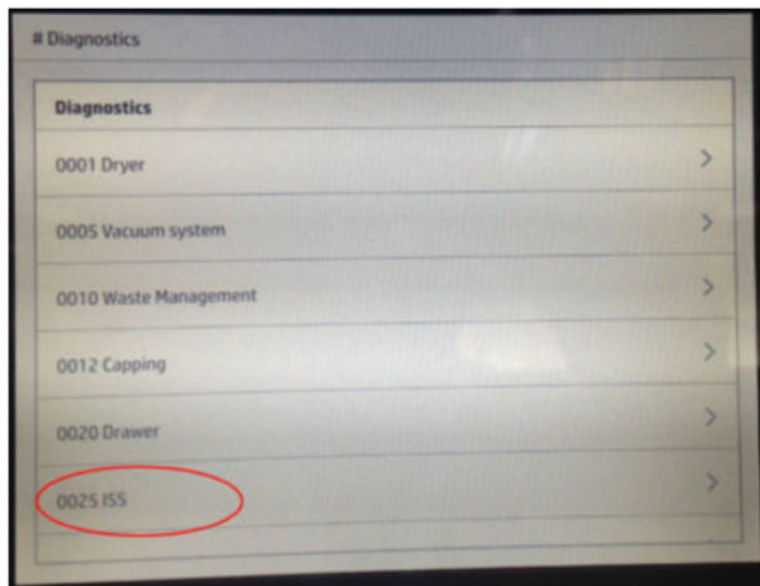 # Diagnostics
Diagnostics
0001 Dryer
0005 Vacuum system
0010 Waste Management
0012 Capping
0020 Drawer
0025 ISS